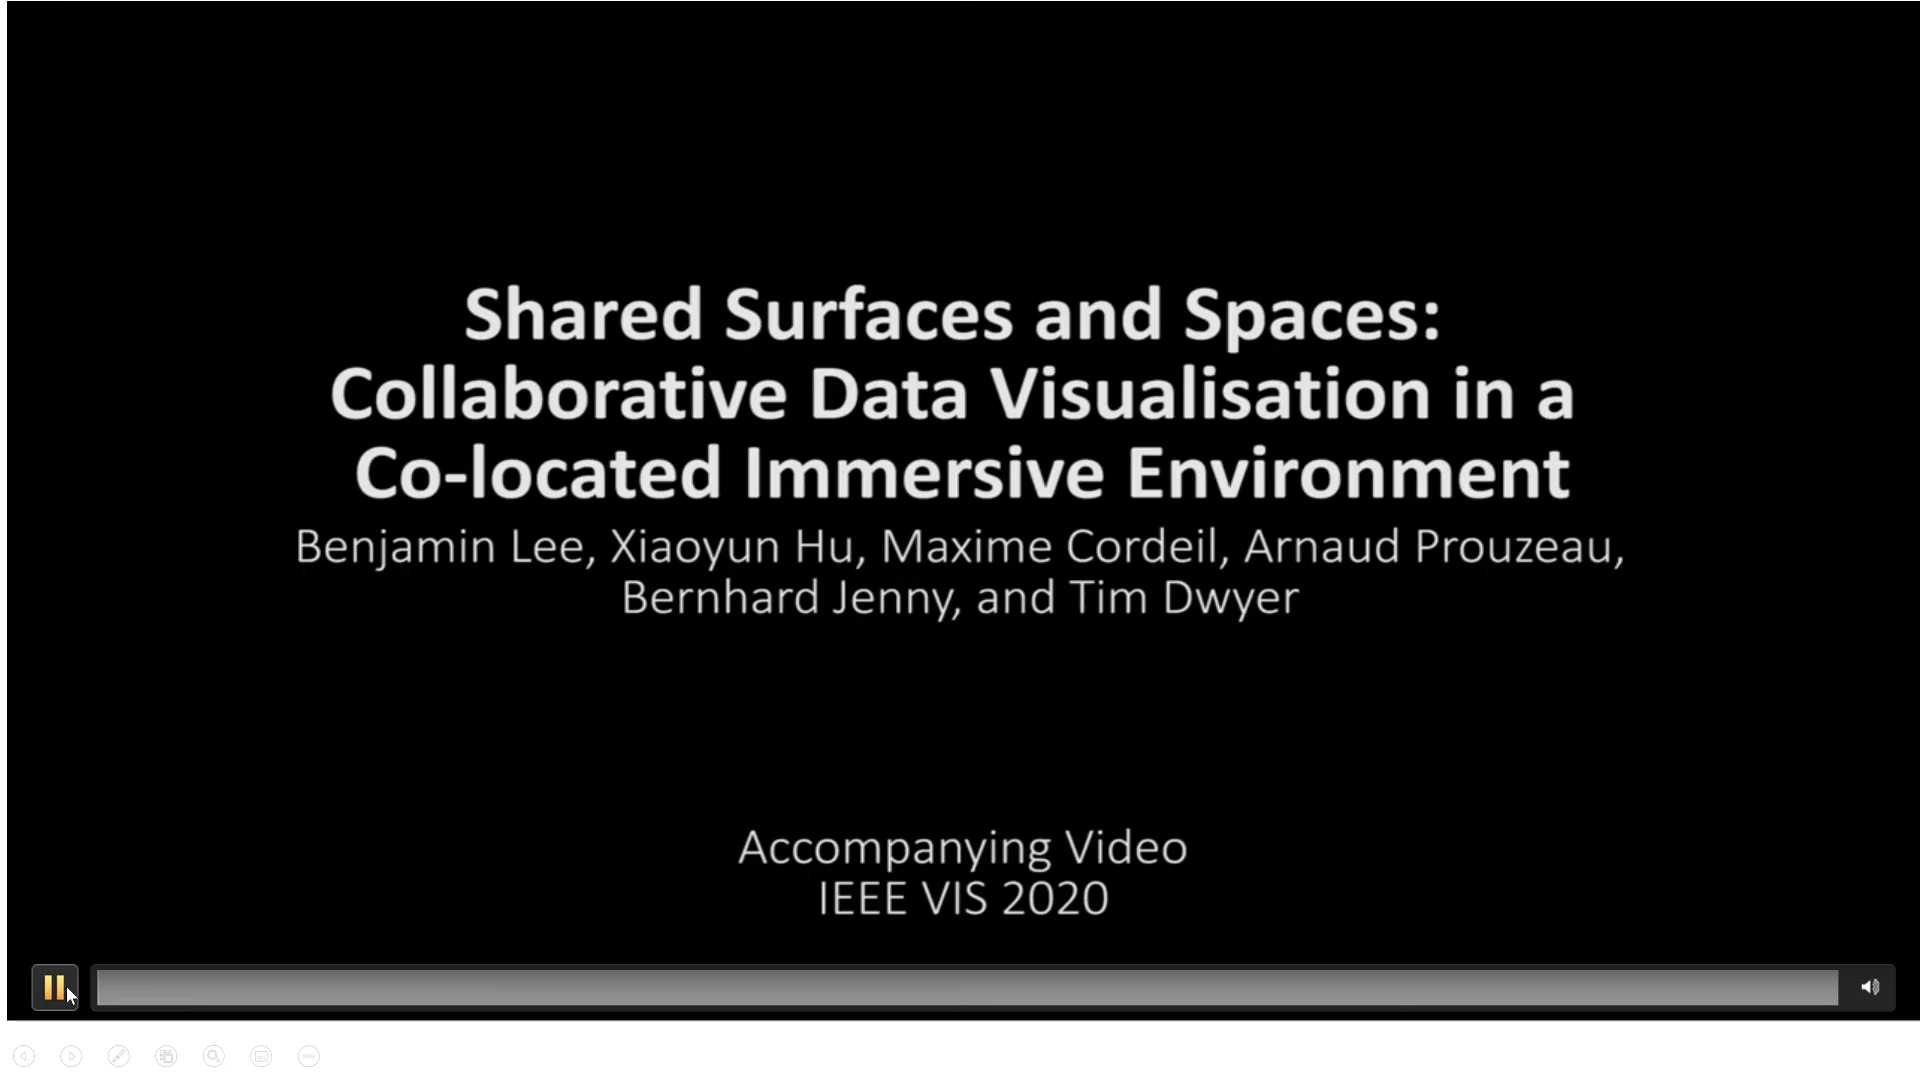 Shared Surfaces and Spaces:
Collaborative Data Visualisation in a
Co-located Immersive Environment
Benjamin Lee, Xiaoyun Hu, Maxime Cordeil, Arnaud Prouzeau,
Bernhard Jenny, and Tim Dwyer
Accompanying Video
IEEE VIS 2020